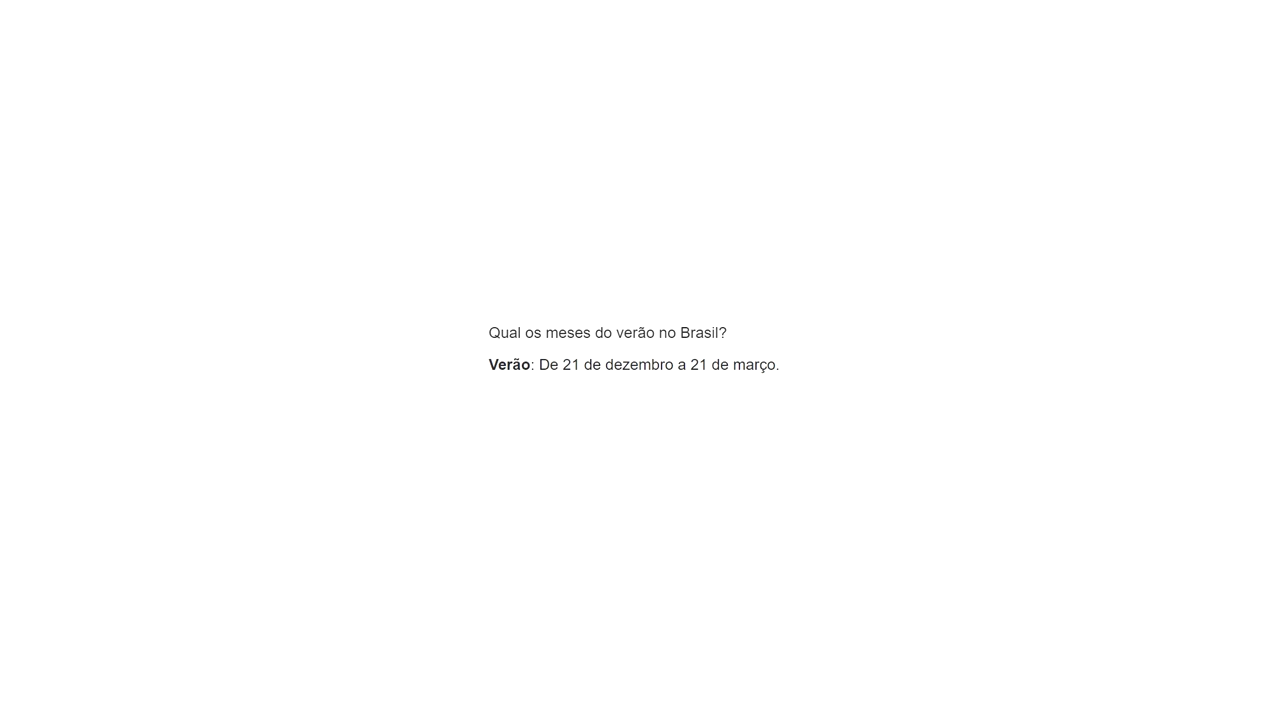 Qual os meses do verão no Brasil?
Verão: De 21 de dezembro a 21 de março.